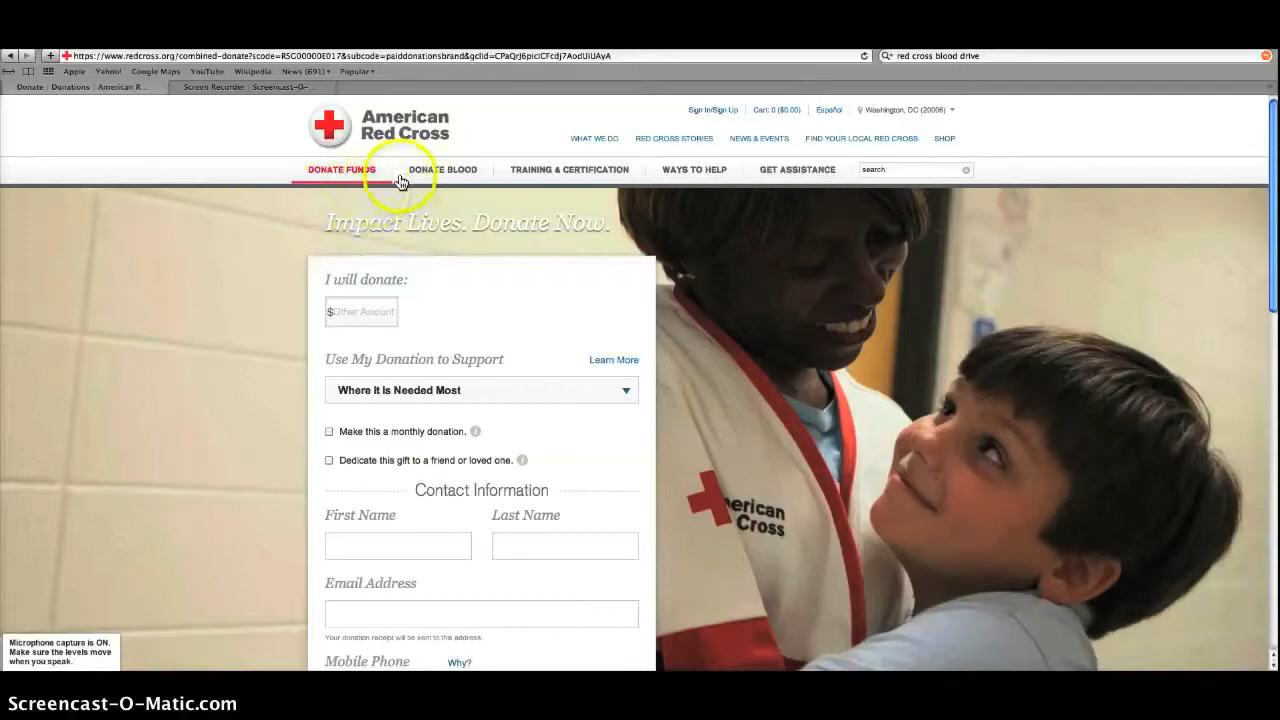 https://www.redcross.org/combined-donate?scode=RSG00000E017&subcode=paiddonationsbrand&gclid=CPaQrJ6piclCFcdj7AodUiUAyA
red cross blood drive
Apple Yahoo! Google Maps YouTube Wikipedia News (691) Popular
Donate | Donations | American R...
Screen Recorder | Screencast-O-...
American
Red Cross
Sign In/Sign Up Cart: 0 ($0.00) Español Washington, DC (20006)
WHAT WE DO RED CROSS STORIES NEWS & EVENTS FIND YOUR LOCAL RED CROSS SHOP
DONATE FUNDS DONATE BLOOD TRAINING & CERTIFICATION WAYS TO HELP GET ASSISTANCE search
Impact Lives. Donate Now.
I will donate:
$Other Amount
Use My Donation to Support Learn More
Where It Is Needed Most
Make this a monthly donation. i
Dedicate this gift to a friend or loved one. i
Contact Information
First Name Last Name
Email Address
Your donation receipt will be sent to this address.
Mobile Phone Why?
merican
Cross
Microphone capture is ON.
Make sure the levels move
when you speak.
Screencast-O-Matic.com